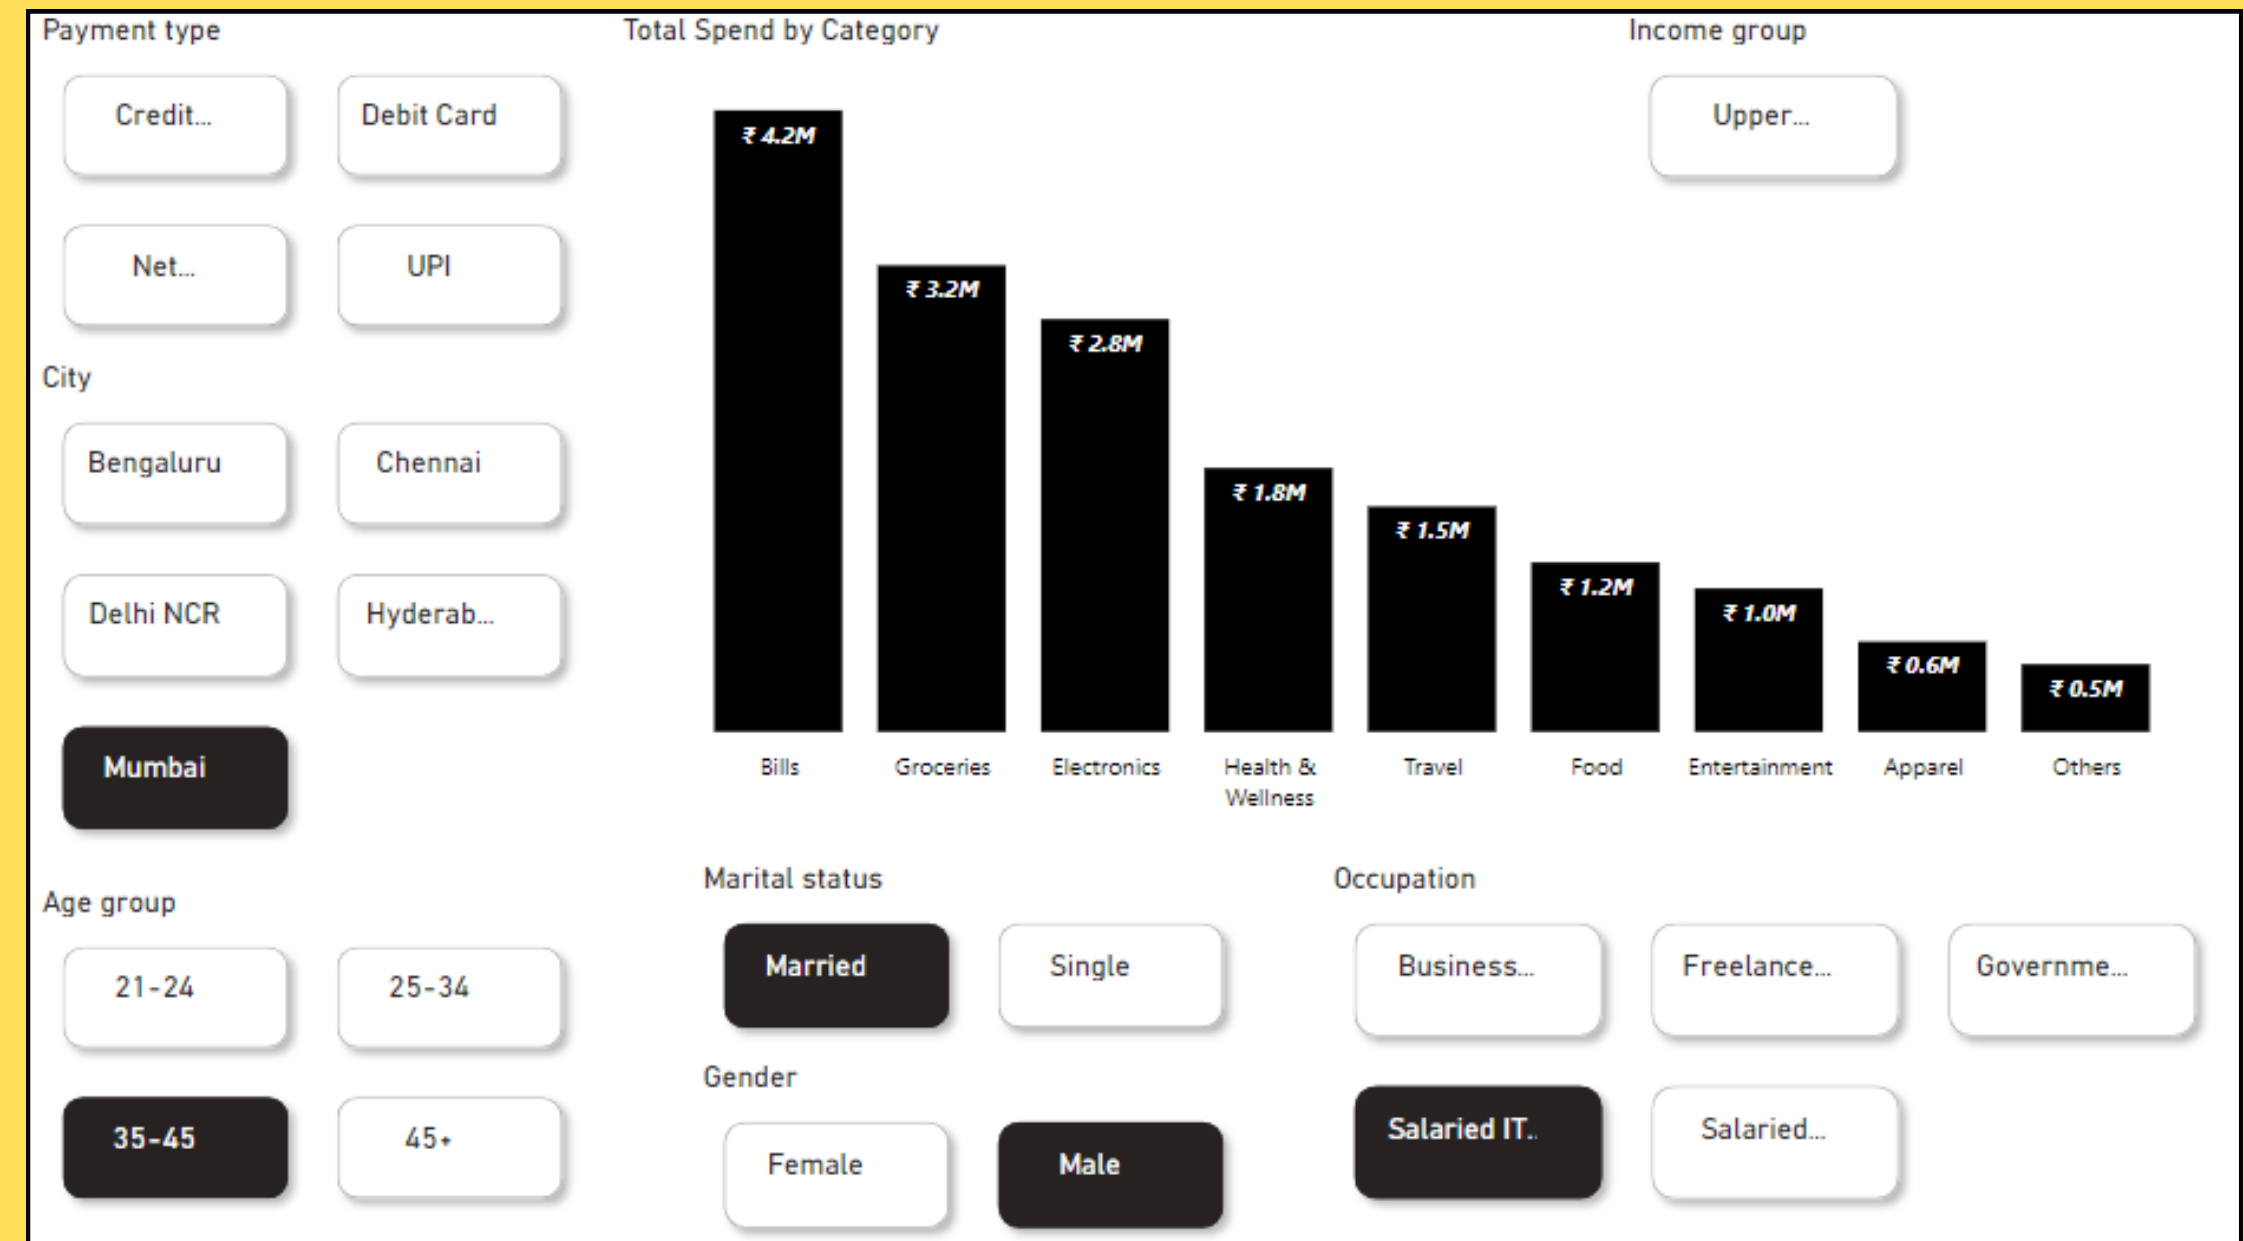 Payment type
Credit...
Debit Card
Net...
UPI
City
Bengaluru
Chennai
Delhi NCR
Hyderab...
Mumbai
Age group
21-24
25-34
35-45
45+
Total Spend by Category
₹ 4.2M
₹ 3.2M
₹ 2.8M
₹ 1.8M
₹ 1.5M
₹ 1.2M
₹ 1.0M
₹ 0.6M
₹ 0.5M
Bills
Groceries
Electronics
Health &
Wellness
Travel
Food
Entertainment
Apparel
Others
Income group
Upper...
Marital status
Married
Single
Gender
Female
Male
Occupation
Business...
Freelance...
Governme...
Salaried IT..
Salaried...